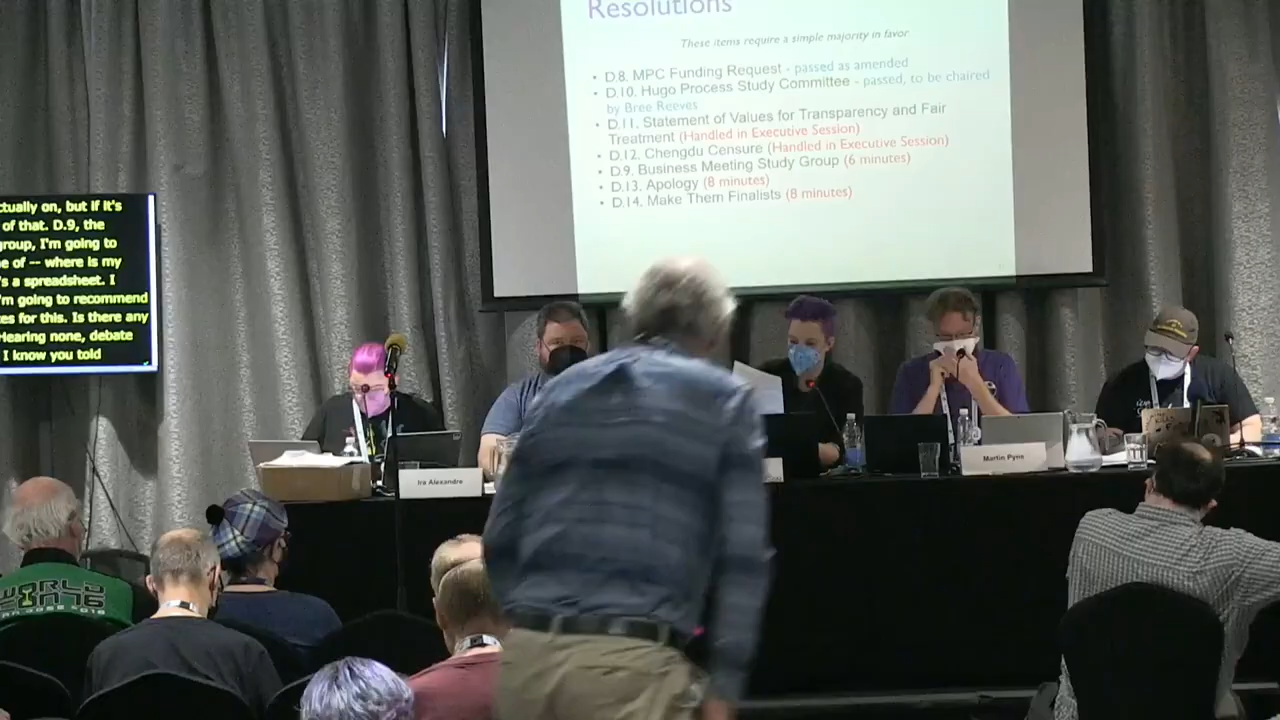 Resolutions
These items require a simple majority in favor
• D.8. MPC Funding Request - passed as amended
• D.10. Hugo Process Study Committee - passed, to be chaired
by Bree Reeves
• D.11. Statement of Values for Transparency and Fair
Treatment (Handled in Executive Session)
• D.12. Chengdu Censure (Handled in Executive Session)
• D.9. Business Meeting Study Group (6 minutes)
• D.13. Apology (8 minutes)
• D.14. Make Them Finalists (8 minutes)
ctually on, but if it's
of that. D.9, the
group, I'm going to
e of -- where is my
's a spreadsheet. I
'm going to recommend
es for this. Is there any
Hearing none, debate
I know you told
Ira Alexandre
Martin Pyne
WORLD
CON 76